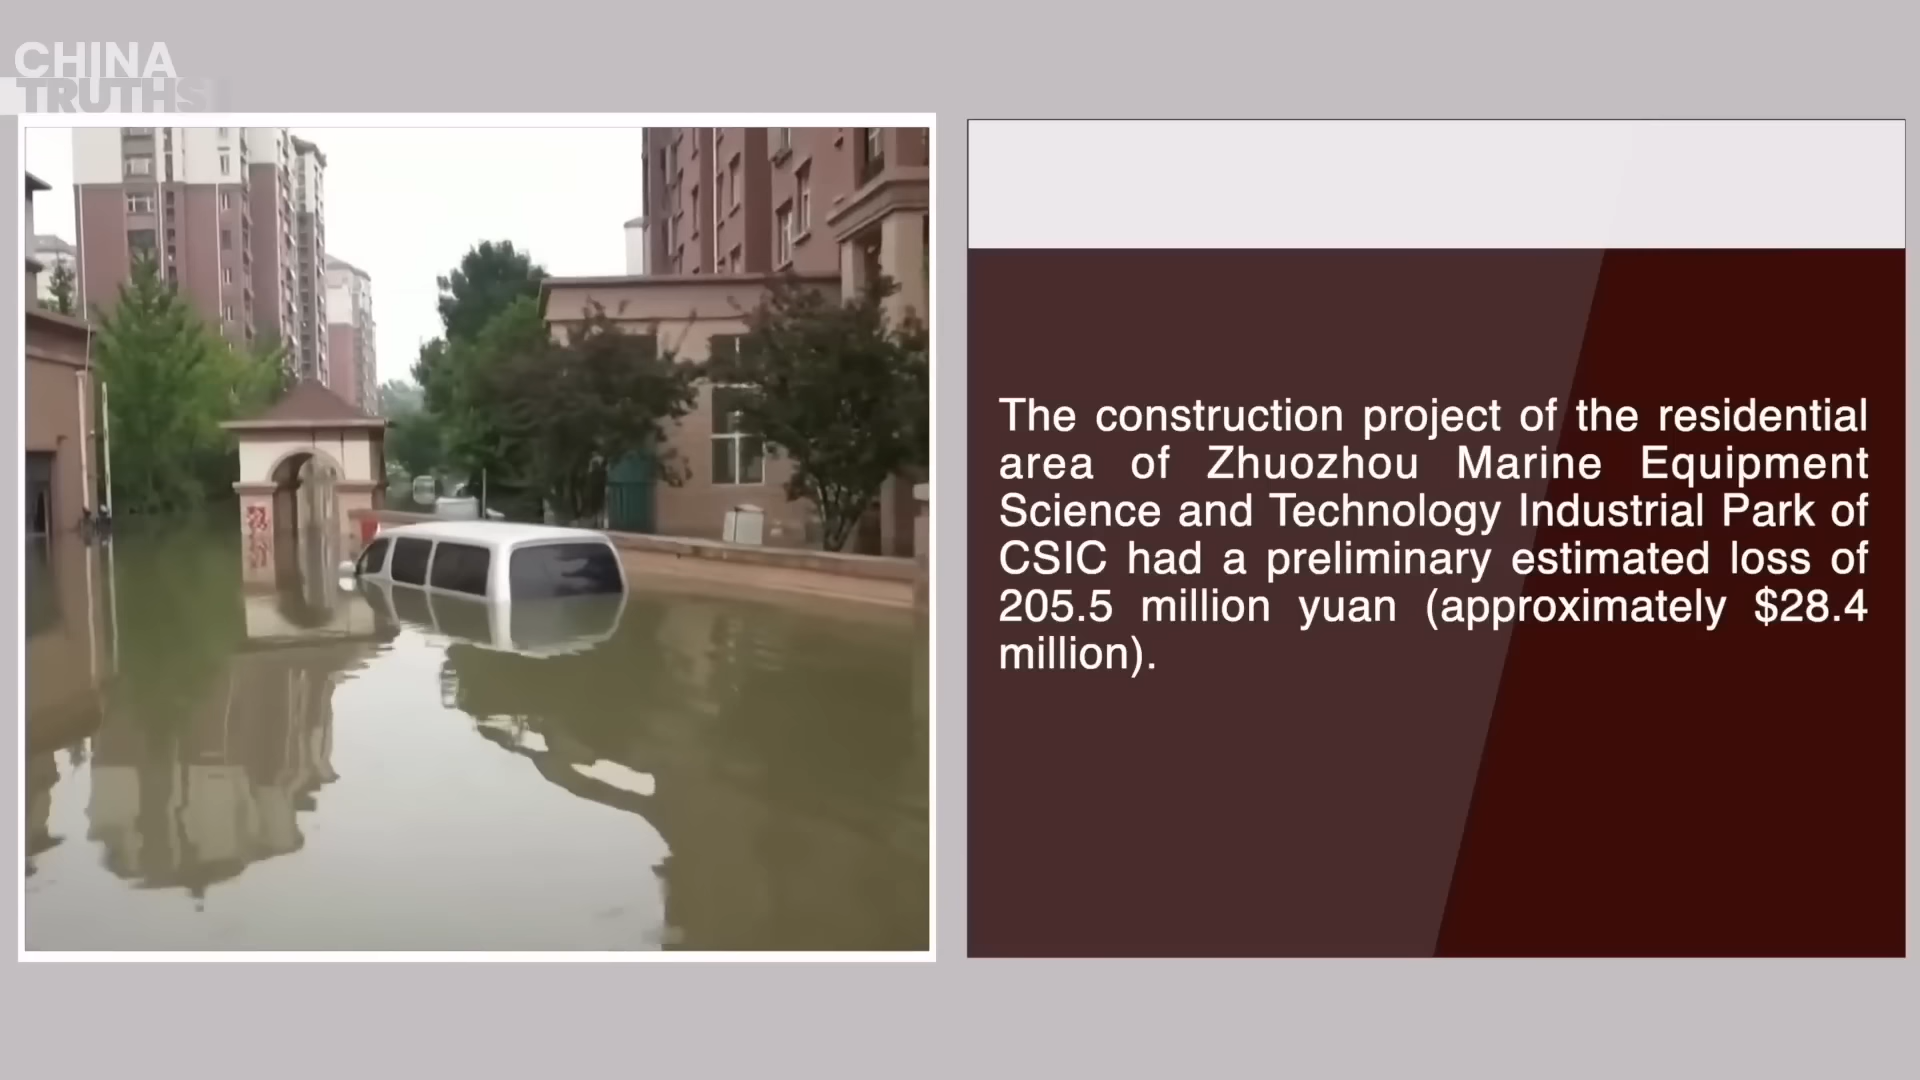 CHINA
TRUTHS
The construction project of the residential
area of Zhuozhou Marine Equipment
Science and Technology Industrial Park of
CSIC had a preliminary estimated loss of
205.5 million yuan (approximately $28.4
million).